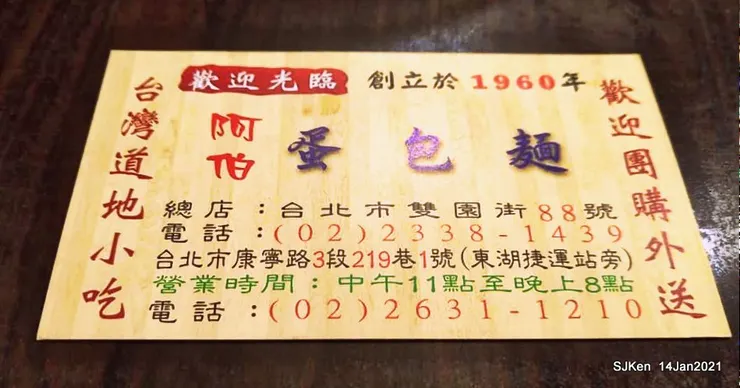 歡迎光臨 創立於1960年
台灣道地小吃
阿伯 蛋包麵
歡迎團購外送
總店：台北市雙園街88號
電話：(02)2338-1439
台北市康寧路3段219巷1號(東湖捷運站旁)
營業時間：中午11點至晚上8點
電話：(02)2631-1210
SJKen 14Jan2021